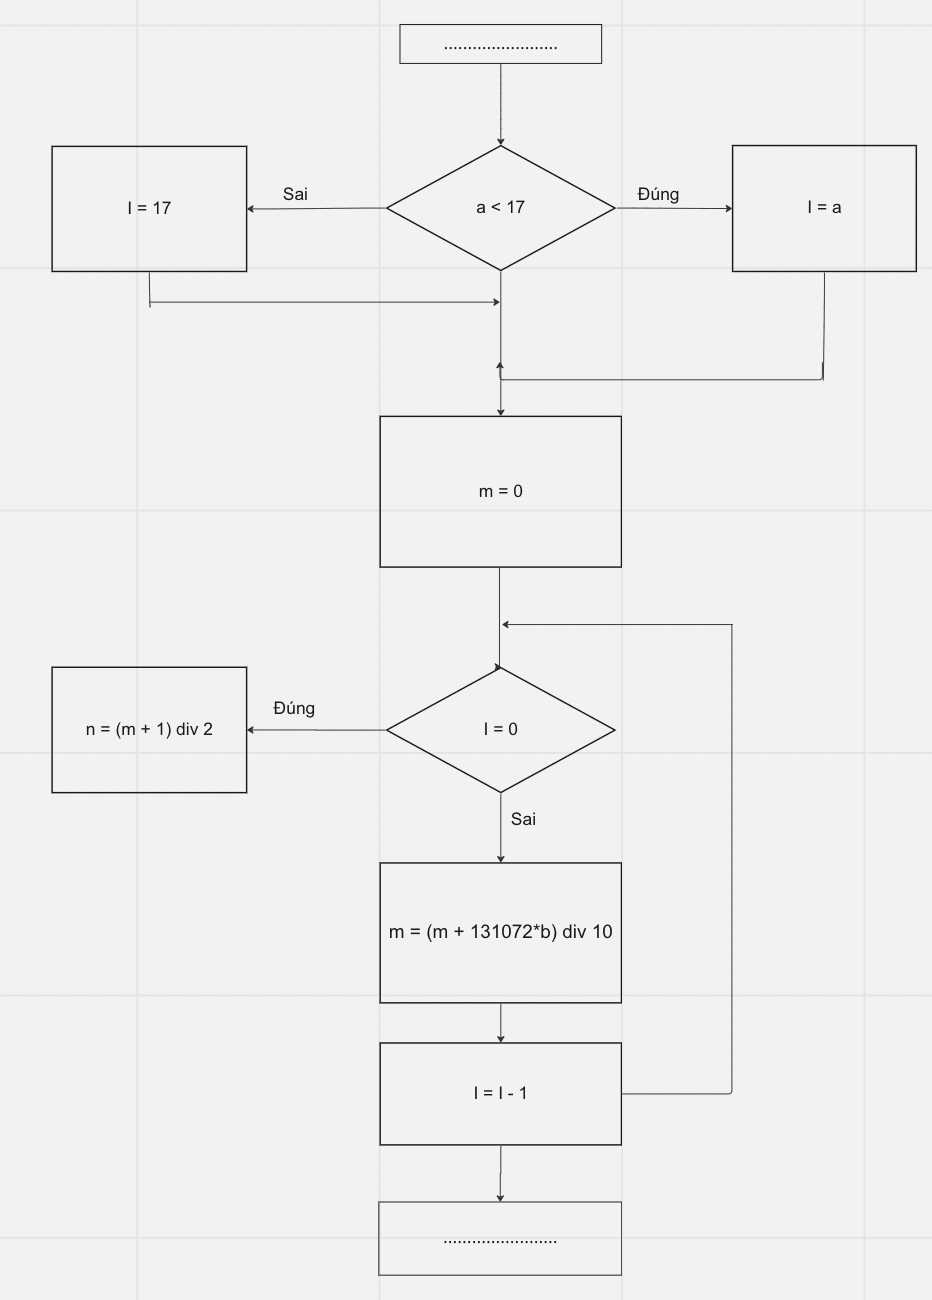 ........................
a < 17
Sai
Đúng
I = 17
I = a
m = 0
I = 0
Đúng
n = (m + 1) div 2
Sai
m = (m + 131072*b) div 10
I = I - 1
........................